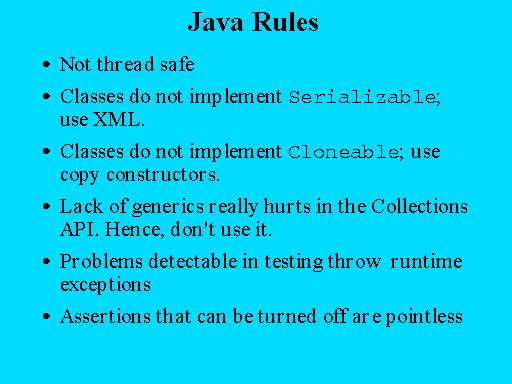 Java Rules
• Not thread safe
• Classes do not implement Serializable;
use XML.
• Classes do not implement Cloneable; use
copy constructors.
• Lack of generics really hurts in the Collections
API. Hence, don't use it.
• Problems detectable in testing throw runtime
exceptions
• Assertions that can be turned off are pointless